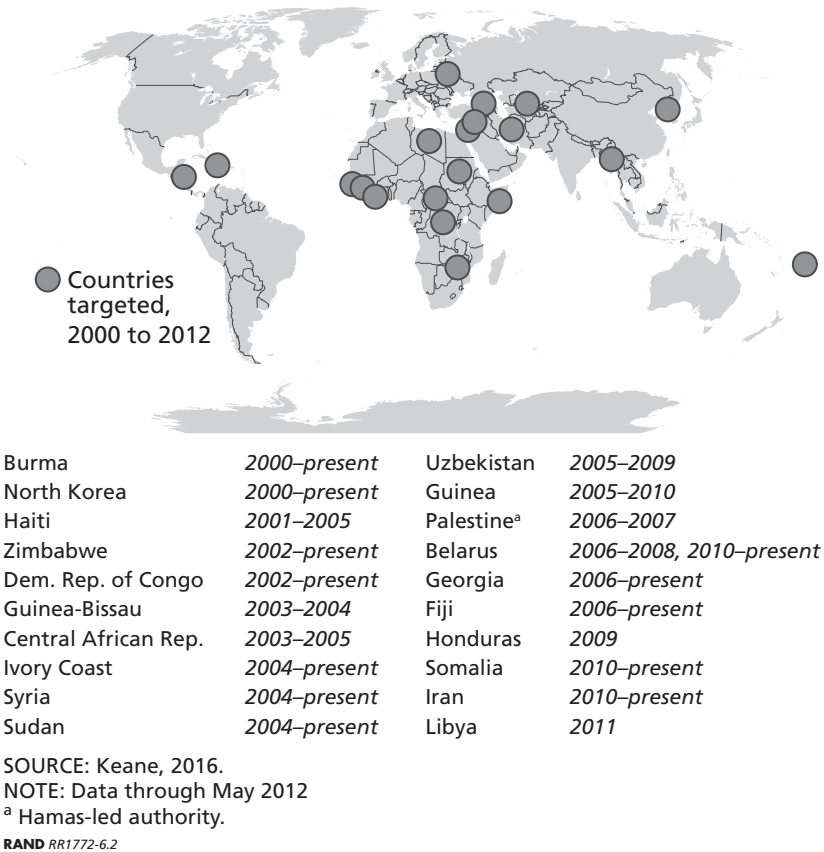 Countries
targeted,
2000 to 2012
Burma 2000–present Uzbekistan 2005–2009
North Korea 2000–present Guinea 2005–2010
Haiti 2001–2005 Palestineᵃ 2006–2007
Zimbabwe 2002–present Belarus 2006–2008, 2010–present
Dem. Rep. of Congo 2002–present Georgia 2006–present
Guinea-Bissau 2003–2004 Fiji 2006–present
Central African Rep. 2003–2005 Honduras 2009
Ivory Coast 2004–present Somalia 2010–present
Syria 2004–present Iran 2010–present
Sudan 2004–present Libya 2011
SOURCE: Keane, 2016.
NOTE: Data through May 2012
ᵃ Hamas-led authority.
RAND RR1772-6.2